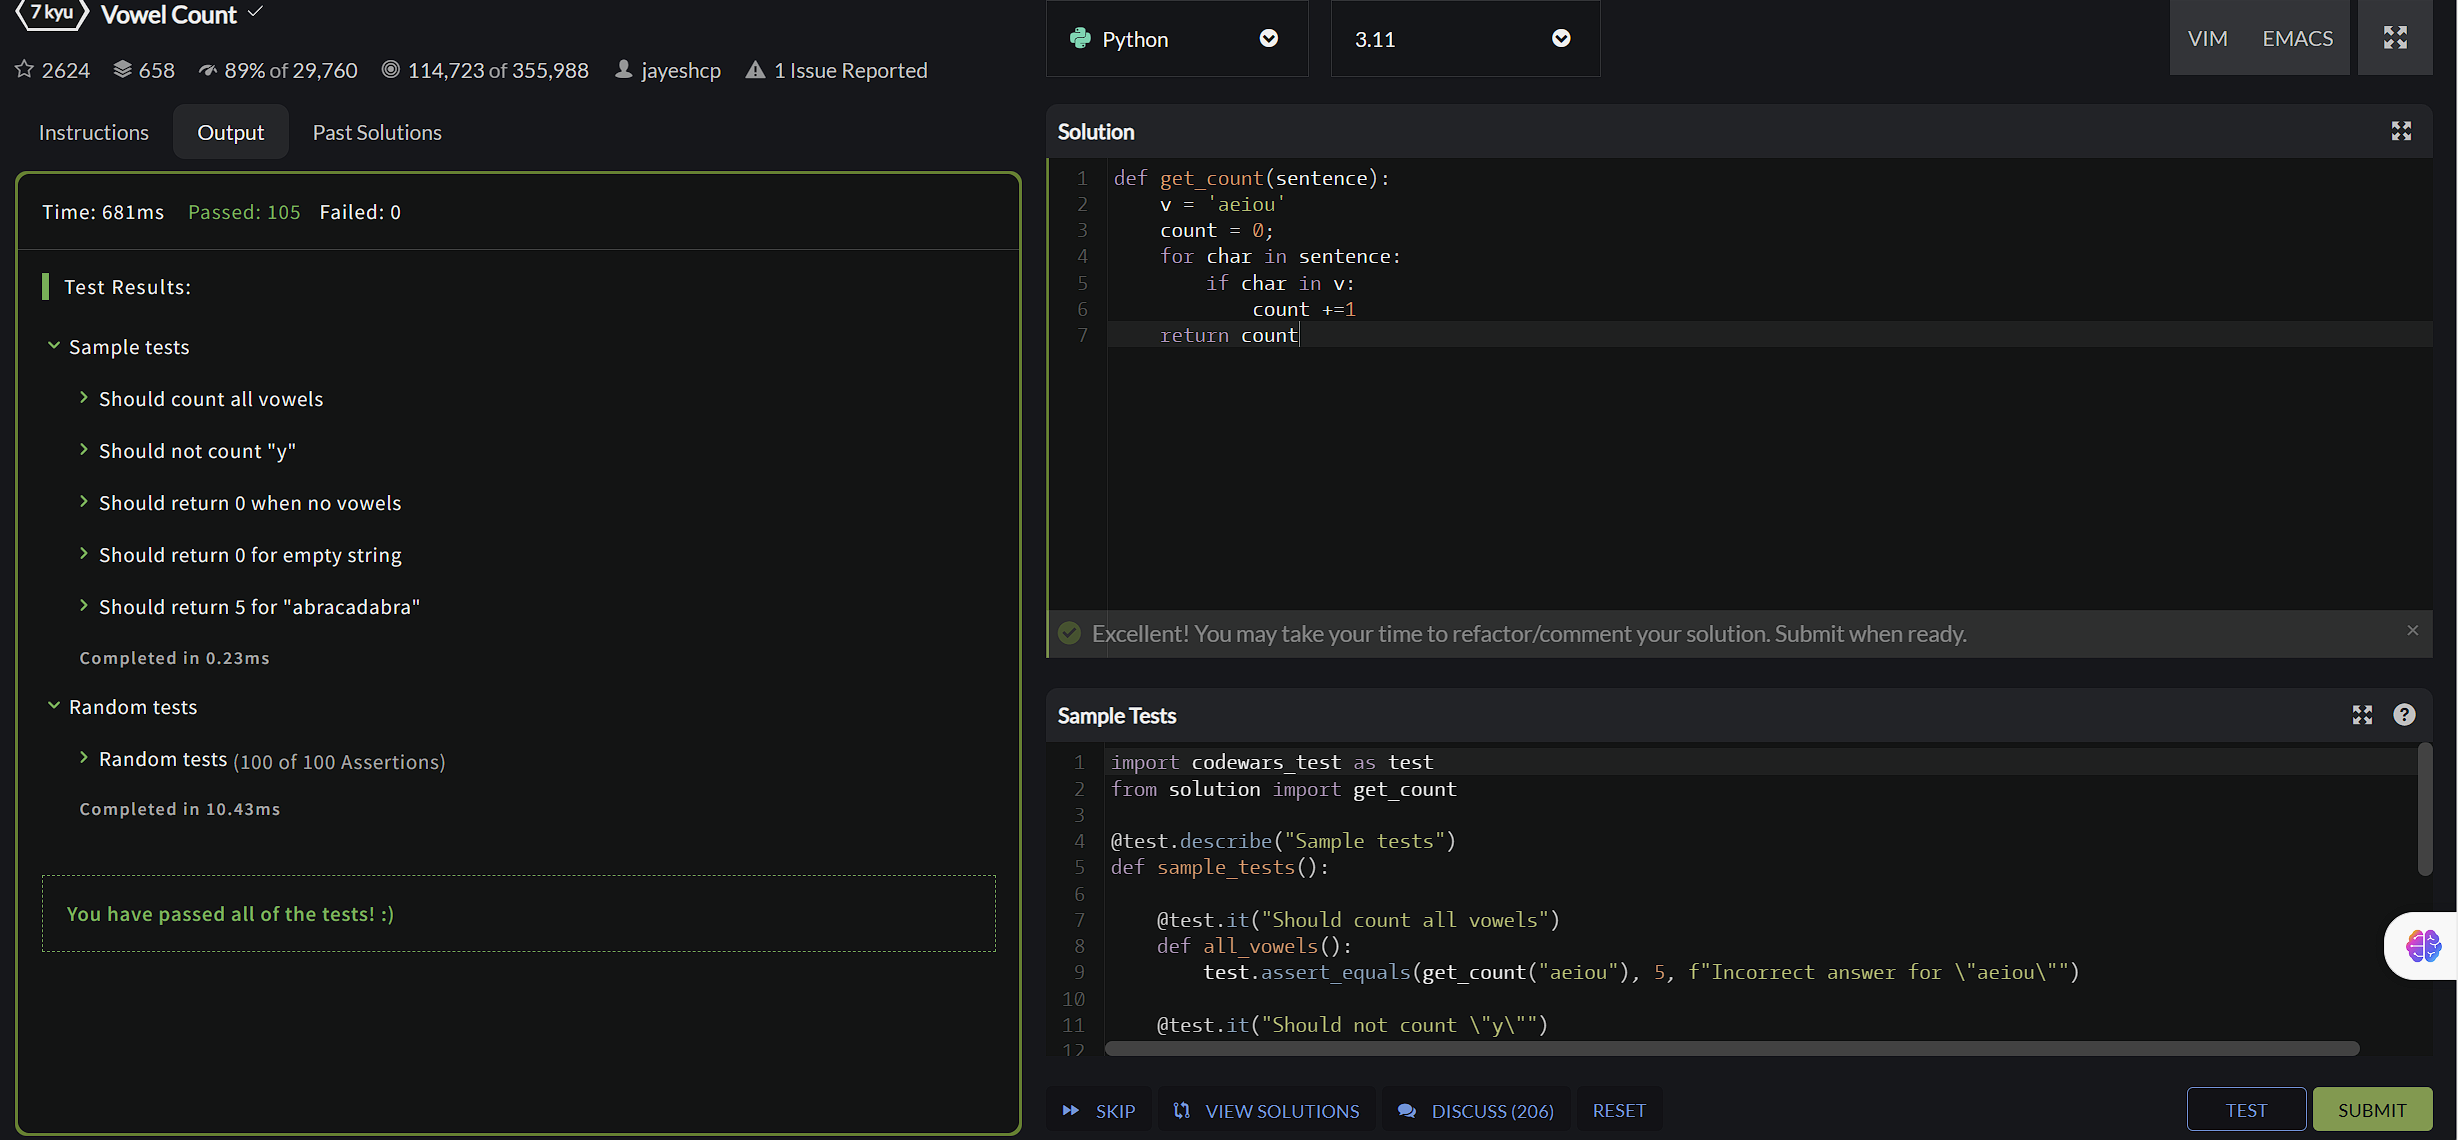 7 kyu Vowel Count
2624 658 89% of 29,760 114,723 of 355,988 jayeshcp 1 Issue Reported
Instructions Output Past Solutions
Time: 681ms Passed: 105 Failed: 0
Test Results:
Sample tests
Should count all vowels
Should not count "y"
Should return 0 when no vowels
Should return 0 for empty string
Should return 5 for "abracadabra"
Completed in 0.23ms
Random tests
Random tests (100 of 100 Assertions)
Completed in 10.43ms
You have passed all of the tests! :)
Python 3.11 VIM EMACS
Solution
1 def get_count(sentence):
2     v = 'aeiou'
3     count = 0;
4     for char in sentence:
5         if char in v:
6             count +=1
7     return count
Excellent! You may take your time to refactor/comment your solution. Submit when ready. ×
Sample Tests ?
1 import codewars_test as test
2 from solution import get_count
3
4 @test.describe("Sample tests")
5 def sample_tests():
6
7     @test.it("Should count all vowels")
8     def all_vowels():
9         test.assert_equals(get_count("aeiou"), 5, f"Incorrect answer for \"aeiou\"")
10
11     @test.it("Should not count \"y\"")
12
SKIP VIEW SOLUTIONS DISCUSS (206) RESET TEST SUBMIT